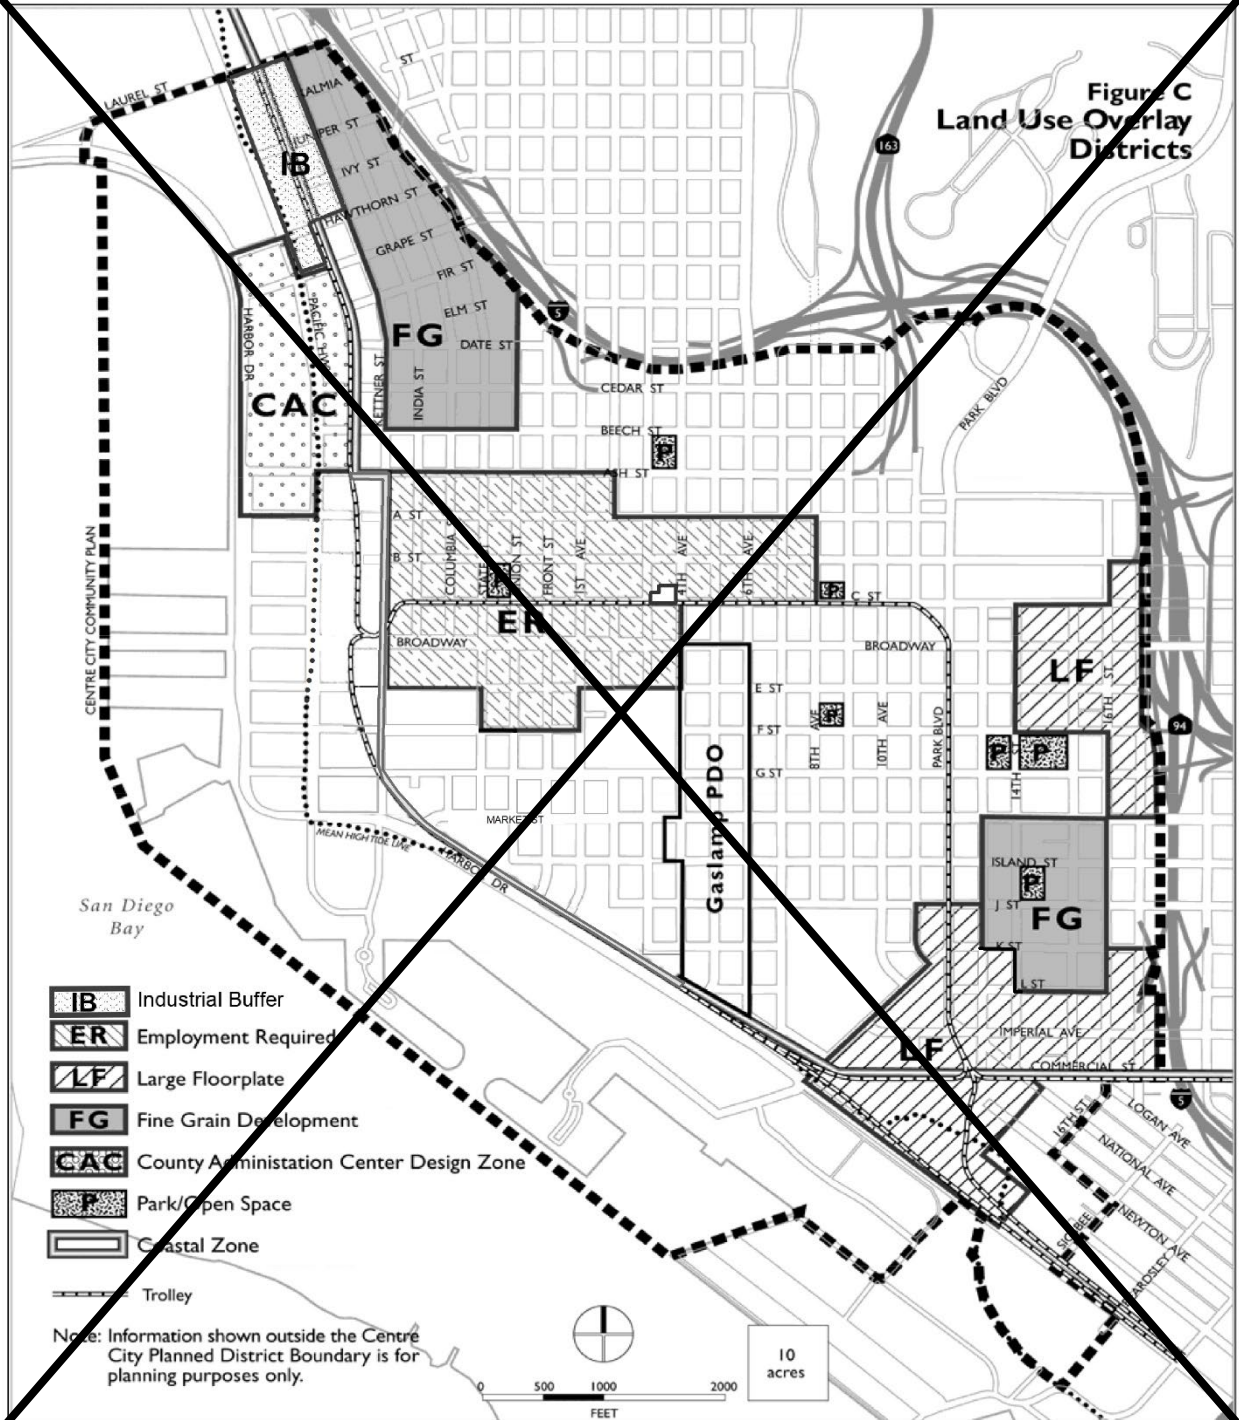 Figure C
Land Use Overlay
Districts
LAUREL ST
KALMIA
JUNIPER ST
IVY ST
HAWTHORN ST
GRAPE ST
FIR ST
ELM ST
DATE ST
CEDAR ST
BEECH ST
ASH ST
A ST
B ST
C ST
BROADWAY
BROADWAY
E ST
F ST
G ST
MARKET ST
ISLAND ST
J ST
K ST
L ST
IMPERIAL AVE
COMMERCIAL ST
ST
163
5
94
5
IB
FG
CAC
ER
LF
FG
LF
P
P
P
P
P
P
P
HARBOR DR
PACIFIC HWY
KETTNER ST
INDIA ST
COLUMBIA
STATE ST
UNION ST
FRONT ST
1ST AVE
4TH AVE
6TH AVE
8TH AVE
10TH AVE
PARK BLVD
PARK BLVD
14TH
16TH ST
Gaslamp PDO
CENTRE CITY COMMUNITY PLAN
MEAN HIGH TIDE LINE
HARBOR DR
San Diego
Bay
16TH ST
LOGAN AVE
NATIONAL AVE
NEWTON AVE
SIGSBEE
BEARDSLEY
IB Industrial Buffer
ER Employment Required
LF Large Floorplate
FG Fine Grain Development
CAC County Administation Center Design Zone
P Park/Open Space
Coastal Zone
Trolley
Note: Information shown outside the Centre
City Planned District Boundary is for
planning purposes only.
0 500 1000 2000
FEET
10
acres